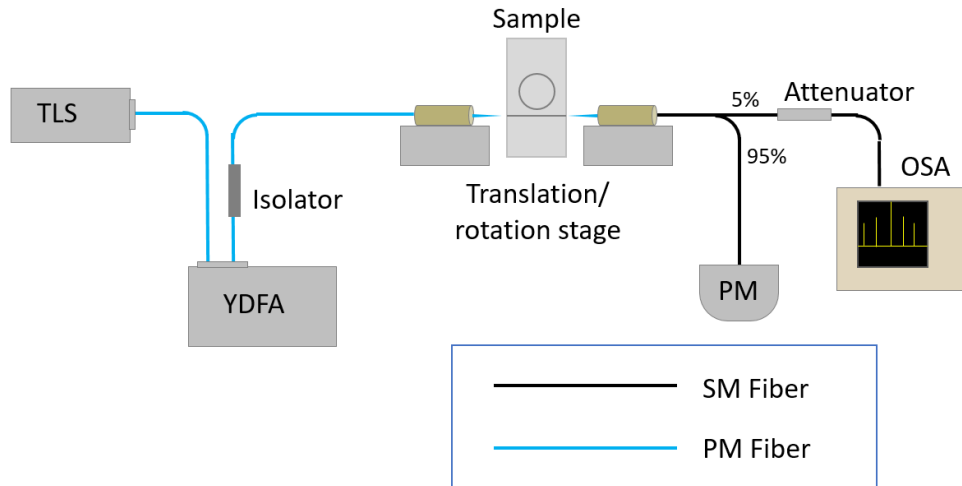 Sample
TLS
5%
Attenuator
95%
OSA
Isolator
Translation/
rotation stage
YDFA
PM
SM Fiber
PM Fiber